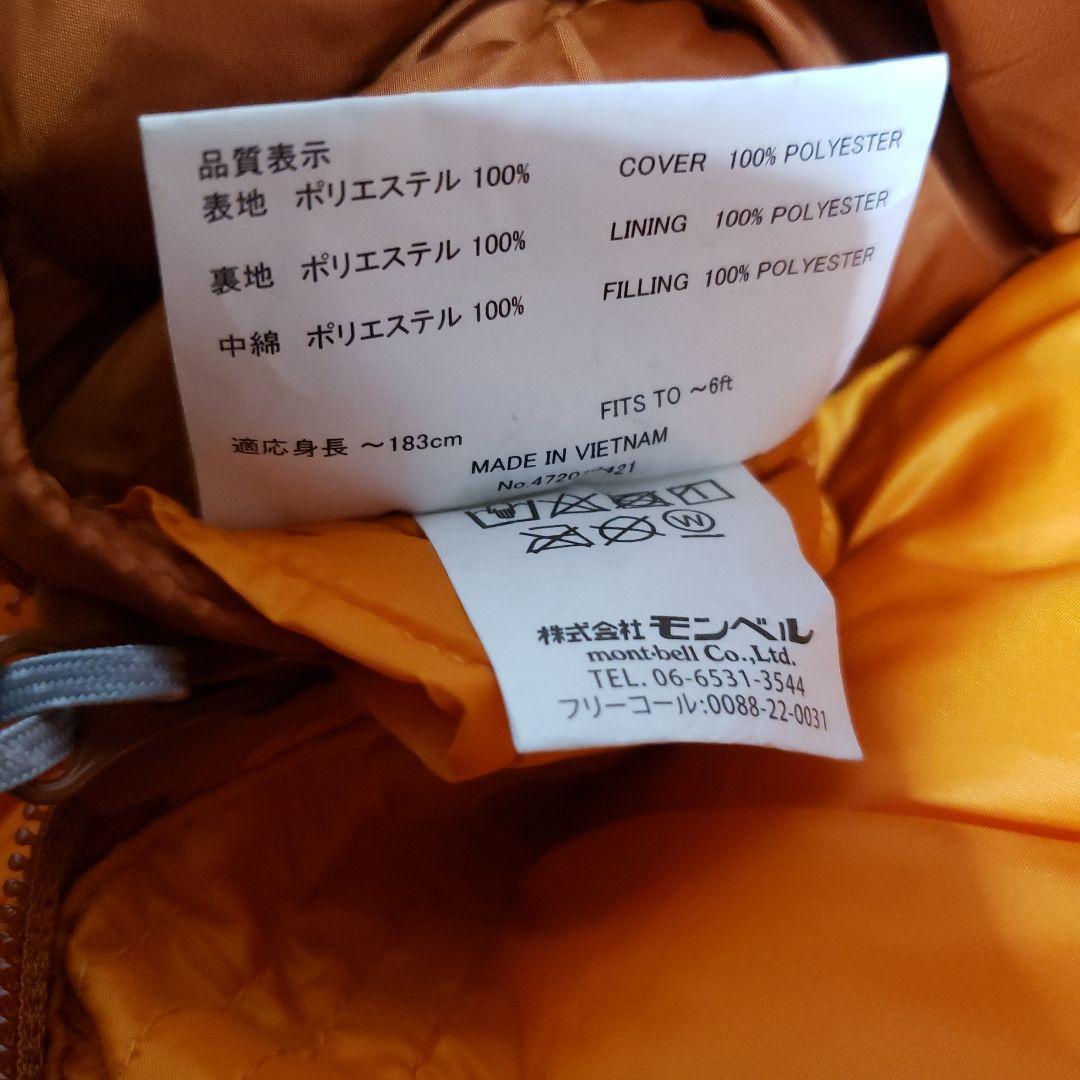 品質表示
表地 ポリエステル 100% COVER 100% POLYESTER
裏地 ポリエステル 100% LINING 100% POLYESTER
中綿 ポリエステル 100% FILLING 100% POLYESTER
適応身長 ～183cm FITS TO ～6ft
MADE IN VIETNAM
W
株式会社 モンベル
mont-bell Co.,Ltd.
TEL. 06-6531-3544
フリーコール:0088-22-0031